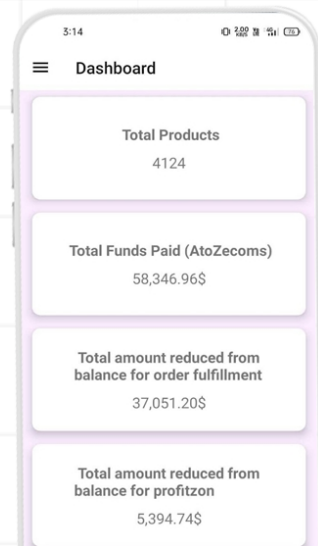 3:14
76
Dashboard
Total Products
4124
Total Funds Paid (AtoZecoms)
58,346.96$
Total amount reduced from
balance for order fulfillment
37,051.20$
Total amount reduced from
balance for profitzon
5,394.74$